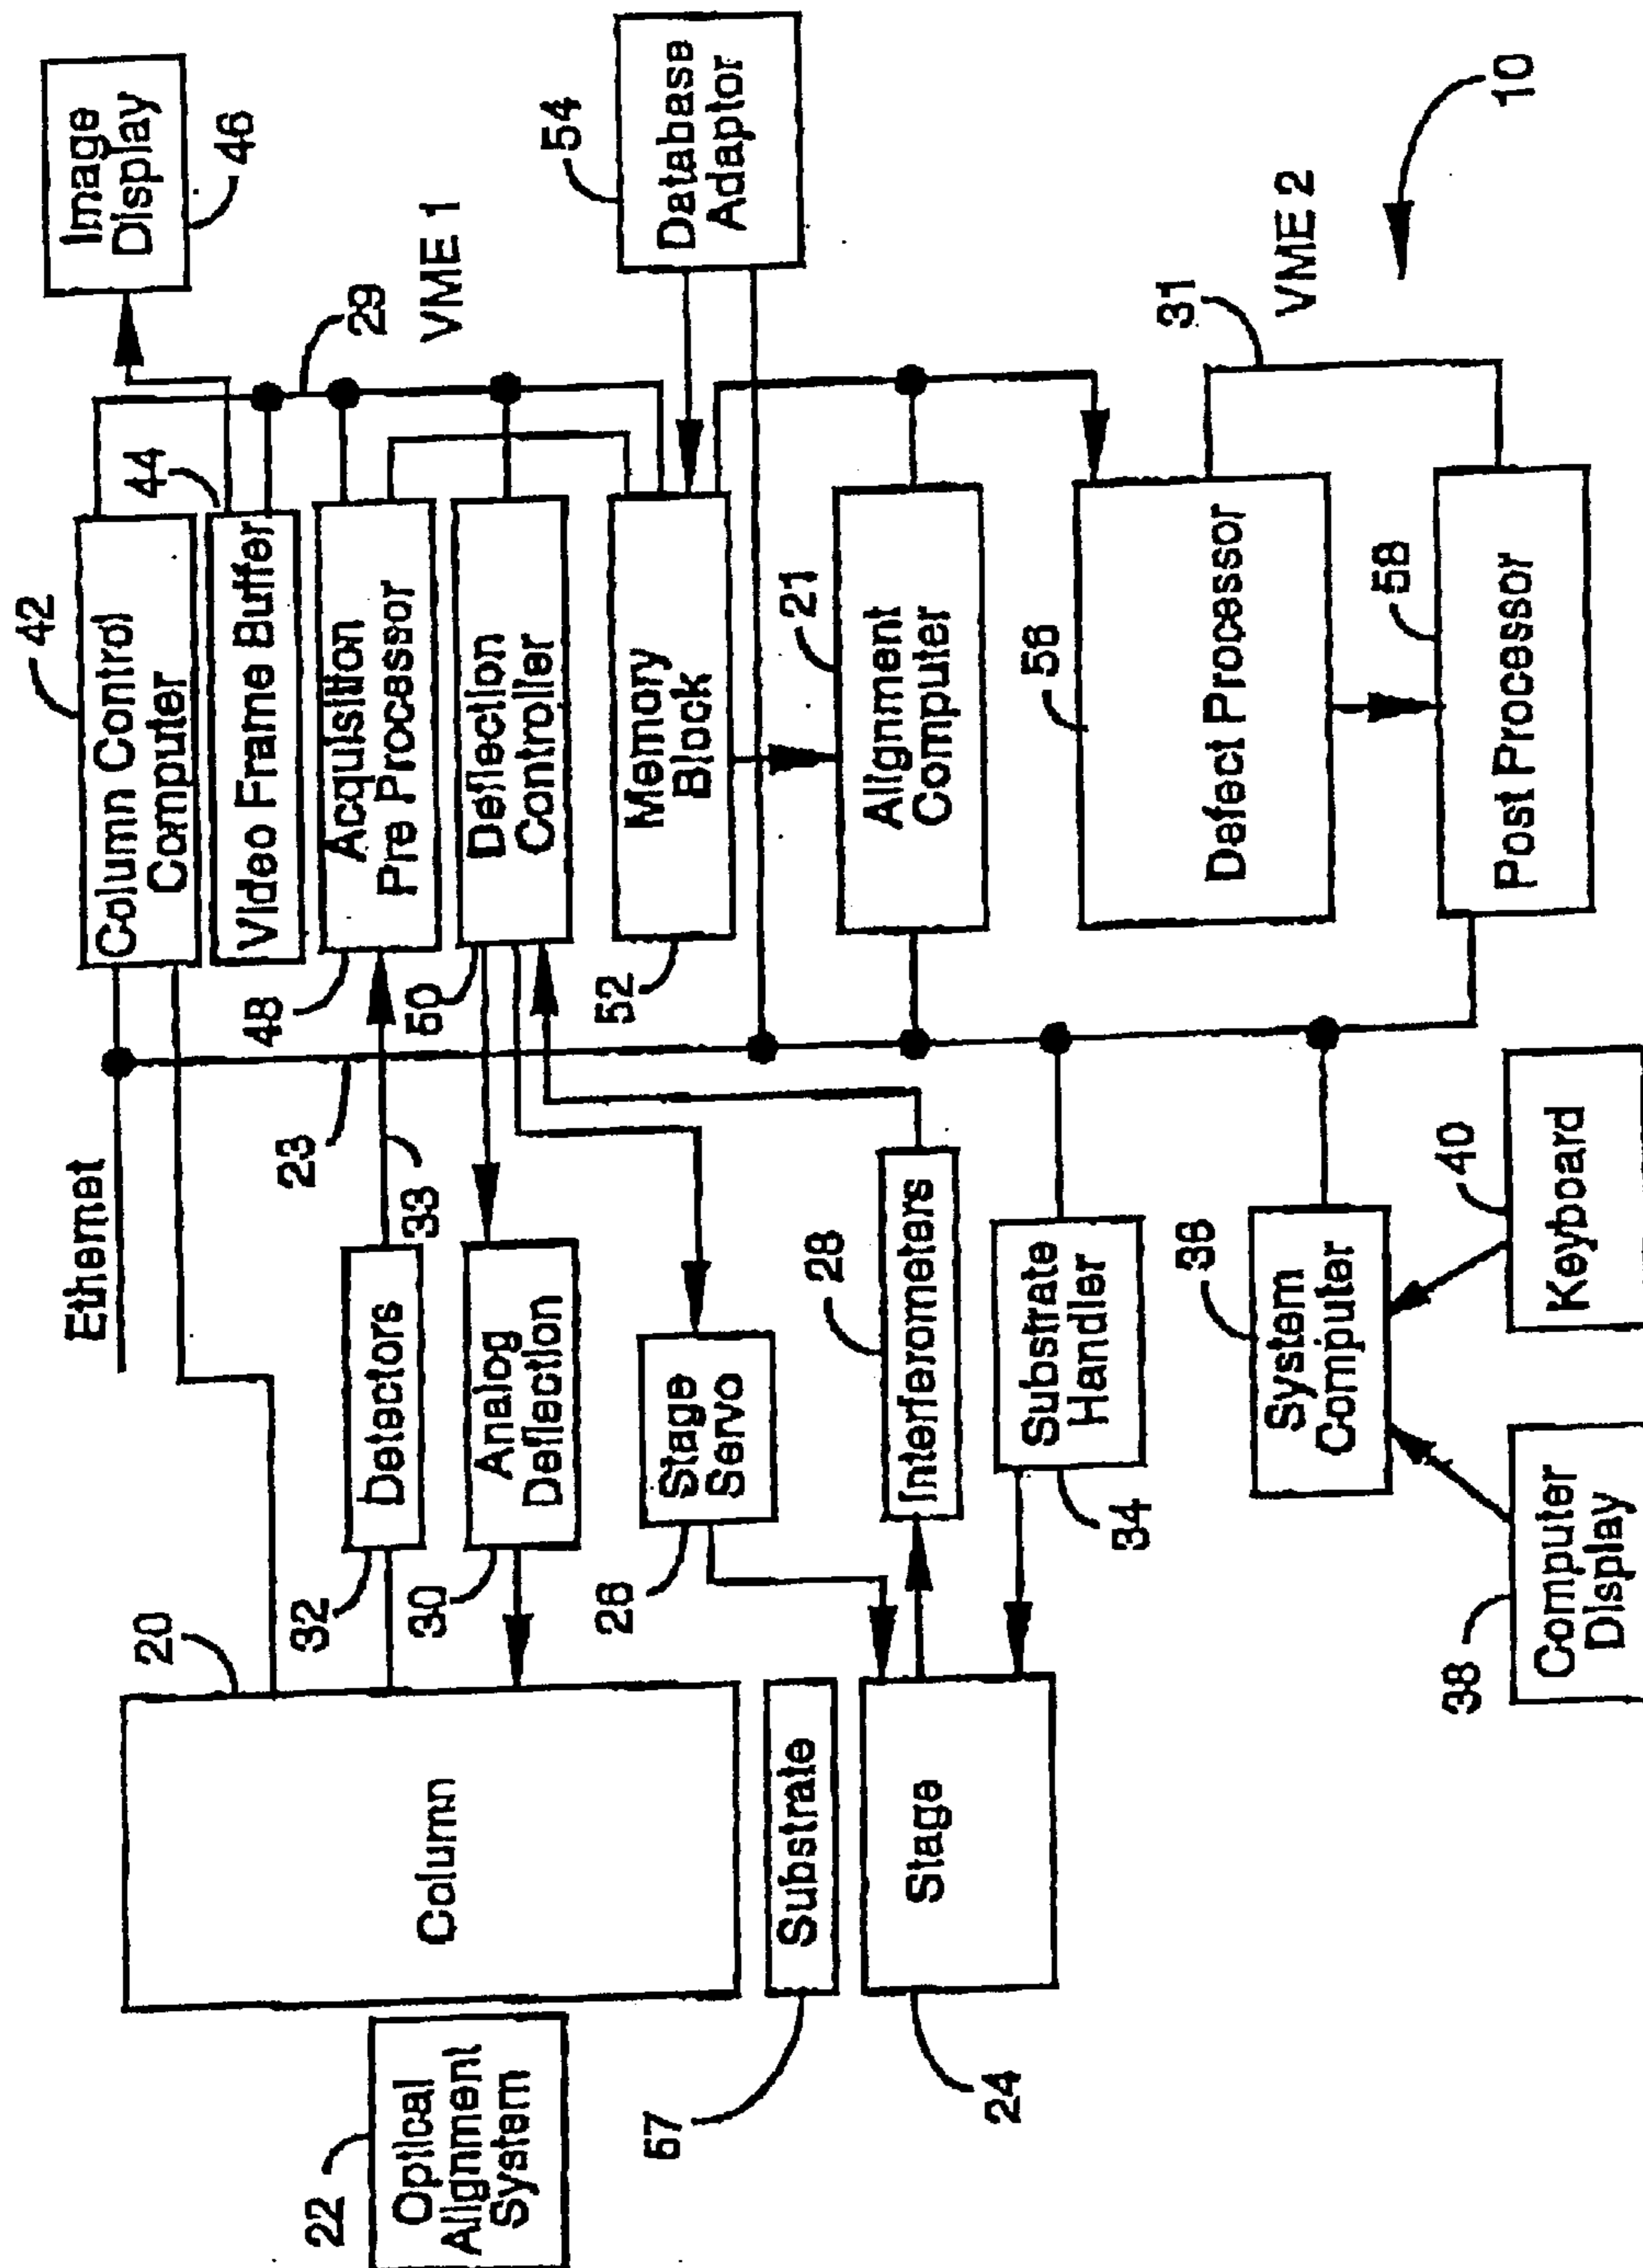 Ethernet
Image
Display
46
42
Column Control
Computer
44
Video Frame Buffer
29
VME 1
20
Column
22
Optical
Alignment
System
32
Detectors
33
23
48
Acquisition
Pre Processor
30
Analog
Deflection
50
Deflection
Controller
54
Database
Adaptor
57
Substrate
26
Stage
Servo
52
Memory
Block
24
Stage
28
Interferometers
21
Alignment
Computer
34
Substrate
Handler
56
Defect Processor
31
VME 2
36
System
Computer
58
Post Processor
38
Computer
Display
40
Keyboard
10